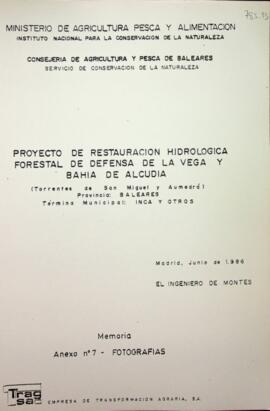 MINISTERIO DE AGRICULTURA PESCA Y ALIMENTACION
INSTITUTO NACIONAL PARA LA CONSERVACION DE LA NATURALEZA
CONSEJERIA DE AGRICULTURA Y PESCA DE BALEARES
SERVICIO DE CONSERVACION DE LA NATURALEZA
PROYECTO DE RESTAURACION HIDROLOGICA
FORESTAL DE DEFENSA DE LA VEGA Y
BAHIA DE ALCUDIA
(Torrentes de San Miguel y Aumedrá)
Provincia: BALEARES
Término Municipal: INCA Y OTROS
Madrid, Junio de 1.986
EL INGENIERO DE MONTES
Memoria
Anexo nº 7 - FOTOGRAFIAS
Tragsa
EMPRESA DE TRANSFORMACION AGRARIA, S.A.